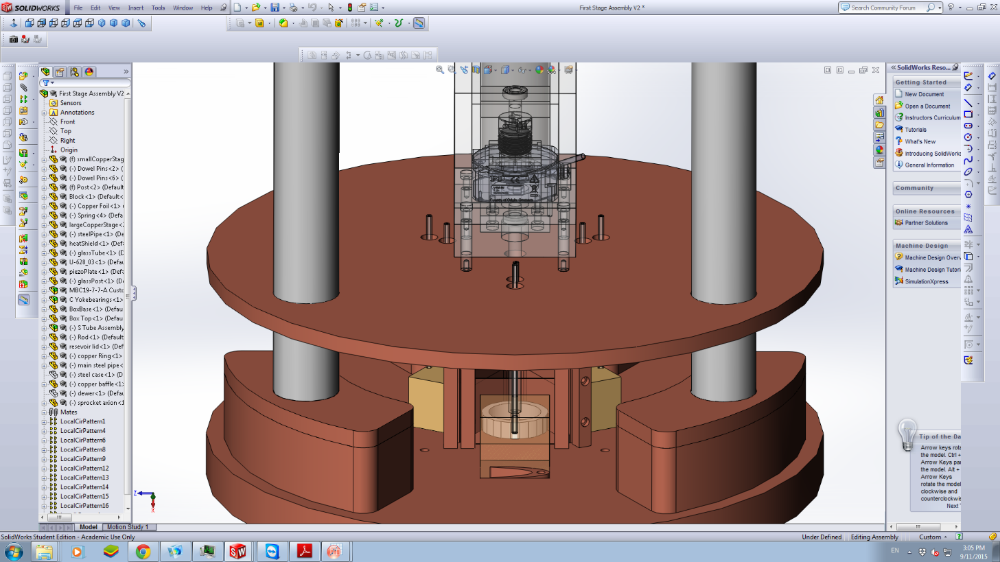 SOLIDWORKS
File Edit View Insert Tools Window Help
First Stage Assembly V2 *
Search Community Forum
First Stage Assembly V2
Sensors
Annotations
Front
Top
Right
Origin
(f) smallCopperStag
(-) Dowel Pins<2> (
(-) Dowel Pins<6> (
(f) Post<2> (Default
Block<1> (Default<
(-) Copper Foil<1>
(-) Spring<4> (Defa
largeCopperStage<2
(-) steelPipe<1> (D
heatShield<1> (Def
(-) glassTube<1> (D
U-628_03<1> (Defau
piezoPlate<1> (Defa
(-) glassPost<1> (D
MBC19-7-7-A Custo
C Yokebearings<1>
BoxBase<1> (Defau
Box Top<1> (Defau
(-) S Tube Assembly
(-) Rod<1> (Default
resevoir lid<1> (Def
(-) copper Ring<1>
(-) main steel pipe<
(-) steel case<1> (D
(-) copper baffle<1
(-) dewer<1> (Defau
(-) sprocket axion<1
Mates
LocalCirPattern1
LocalCirPattern4
LocalCirPattern6
LocalCirPattern8
LocalCirPattern9
LocalCirPattern12
LocalCirPattern13
LocalCirPattern14
LocalCirPattern15
LocalCirPattern16
Country of Origin: Germany
Z
X
SolidWorks Reso...
Getting Started
New Document
Open a Document
Instructors Curriculum
Tutorials
What's New
Introducing SolidWorks
General Information
Community
Online Resources
Partner Solutions
Machine Design
Machine Design Overv
Machine Design Tutori
SimulationXpress
Tip of the Da
Arrow keys rota
the model. Ctrl +
Arrow Keys pa
the model. Alt +
Arrow Keys
rotate the model
clockwise and
counterclockwis
Next T
Model Motion Study 1
SolidWorks Student Edition - Academic Use Only
Under Defined Editing Assembly Custom
EN
3:05 PM
9/11/2015